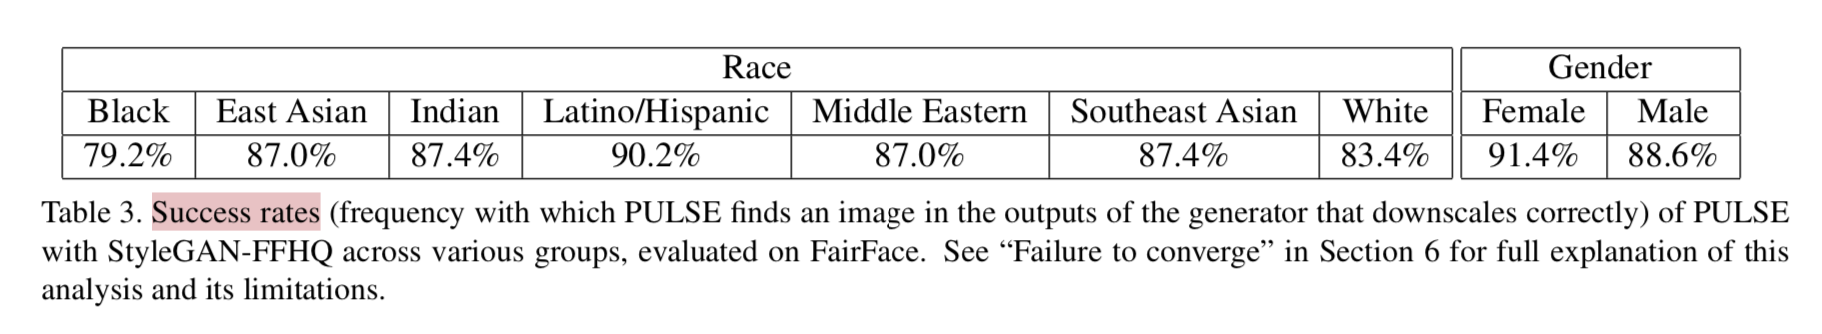 Race Gender
Black East Asian Indian Latino/Hispanic Middle Eastern Southeast Asian White Female Male
79.2% 87.0% 87.4% 90.2% 87.0% 87.4% 83.4% 91.4% 88.6%
Table 3. Success rates (frequency with which PULSE finds an image in the outputs of the generator that downscales correctly) of PULSE
with StyleGAN-FFHQ across various groups, evaluated on FairFace. See “Failure to converge” in Section 6 for full explanation of this
analysis and its limitations.